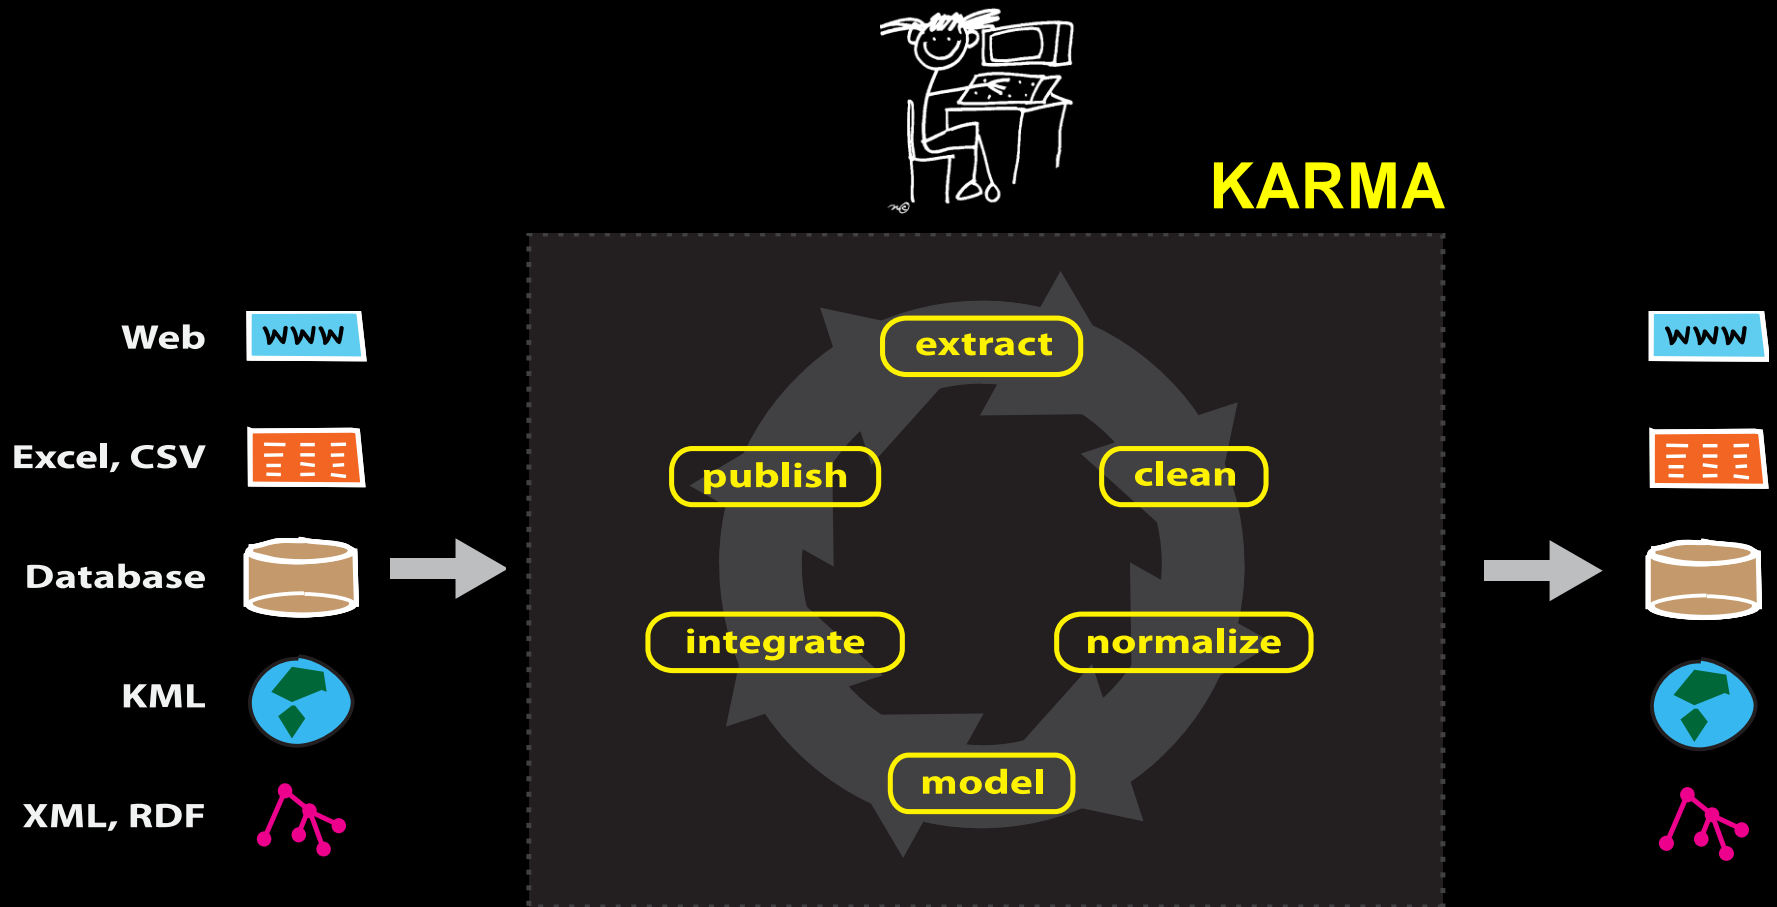 KARMA
Web
WWW
WWW
extract
Excel, CSV
publish
clean
Database
integrate
normalize
KML
model
XML, RDF